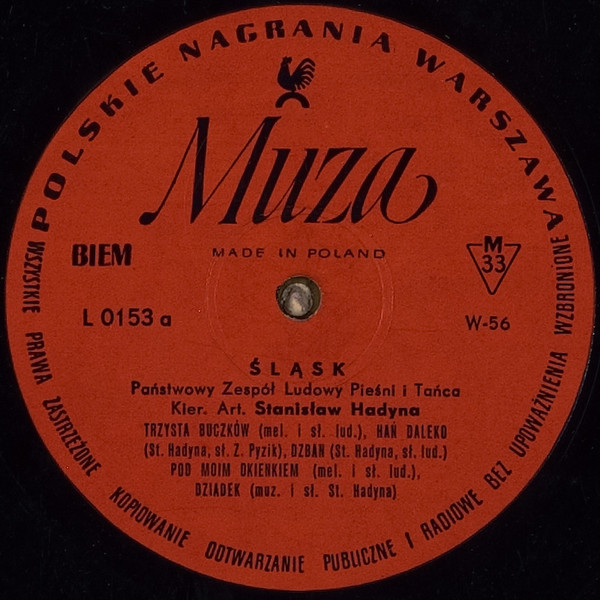 POLSKIE NAGRANIA WARSZAWA
Muza
MADE IN POLAND
BIEM
M
33
L 0153 a
W-56
ŚLĄSK
Państwowy Zespół Ludowy Pieśni i Tańca
Kier. Art. Stanisław Hadyna
TRZYSTA BUCZKÓW (mel. i sł. lud.), HAŃ DALEKO
(St. Hadyna, sł. Z. Pyzik), DZBAN (St. Hadyna, sł. lud.)
POD MOIM OKIENKIEM (mel. i sł. lud.),
DZIADEK (muz. i sł. St. Hadyna)
WSZYSTKIE PRAWA ZASTRZEŻONE KOPIOWANIE ODTWARZANIE PUBLICZNE I RADIOWE BEZ UPOWAŻNIENIA WZBRONIONE